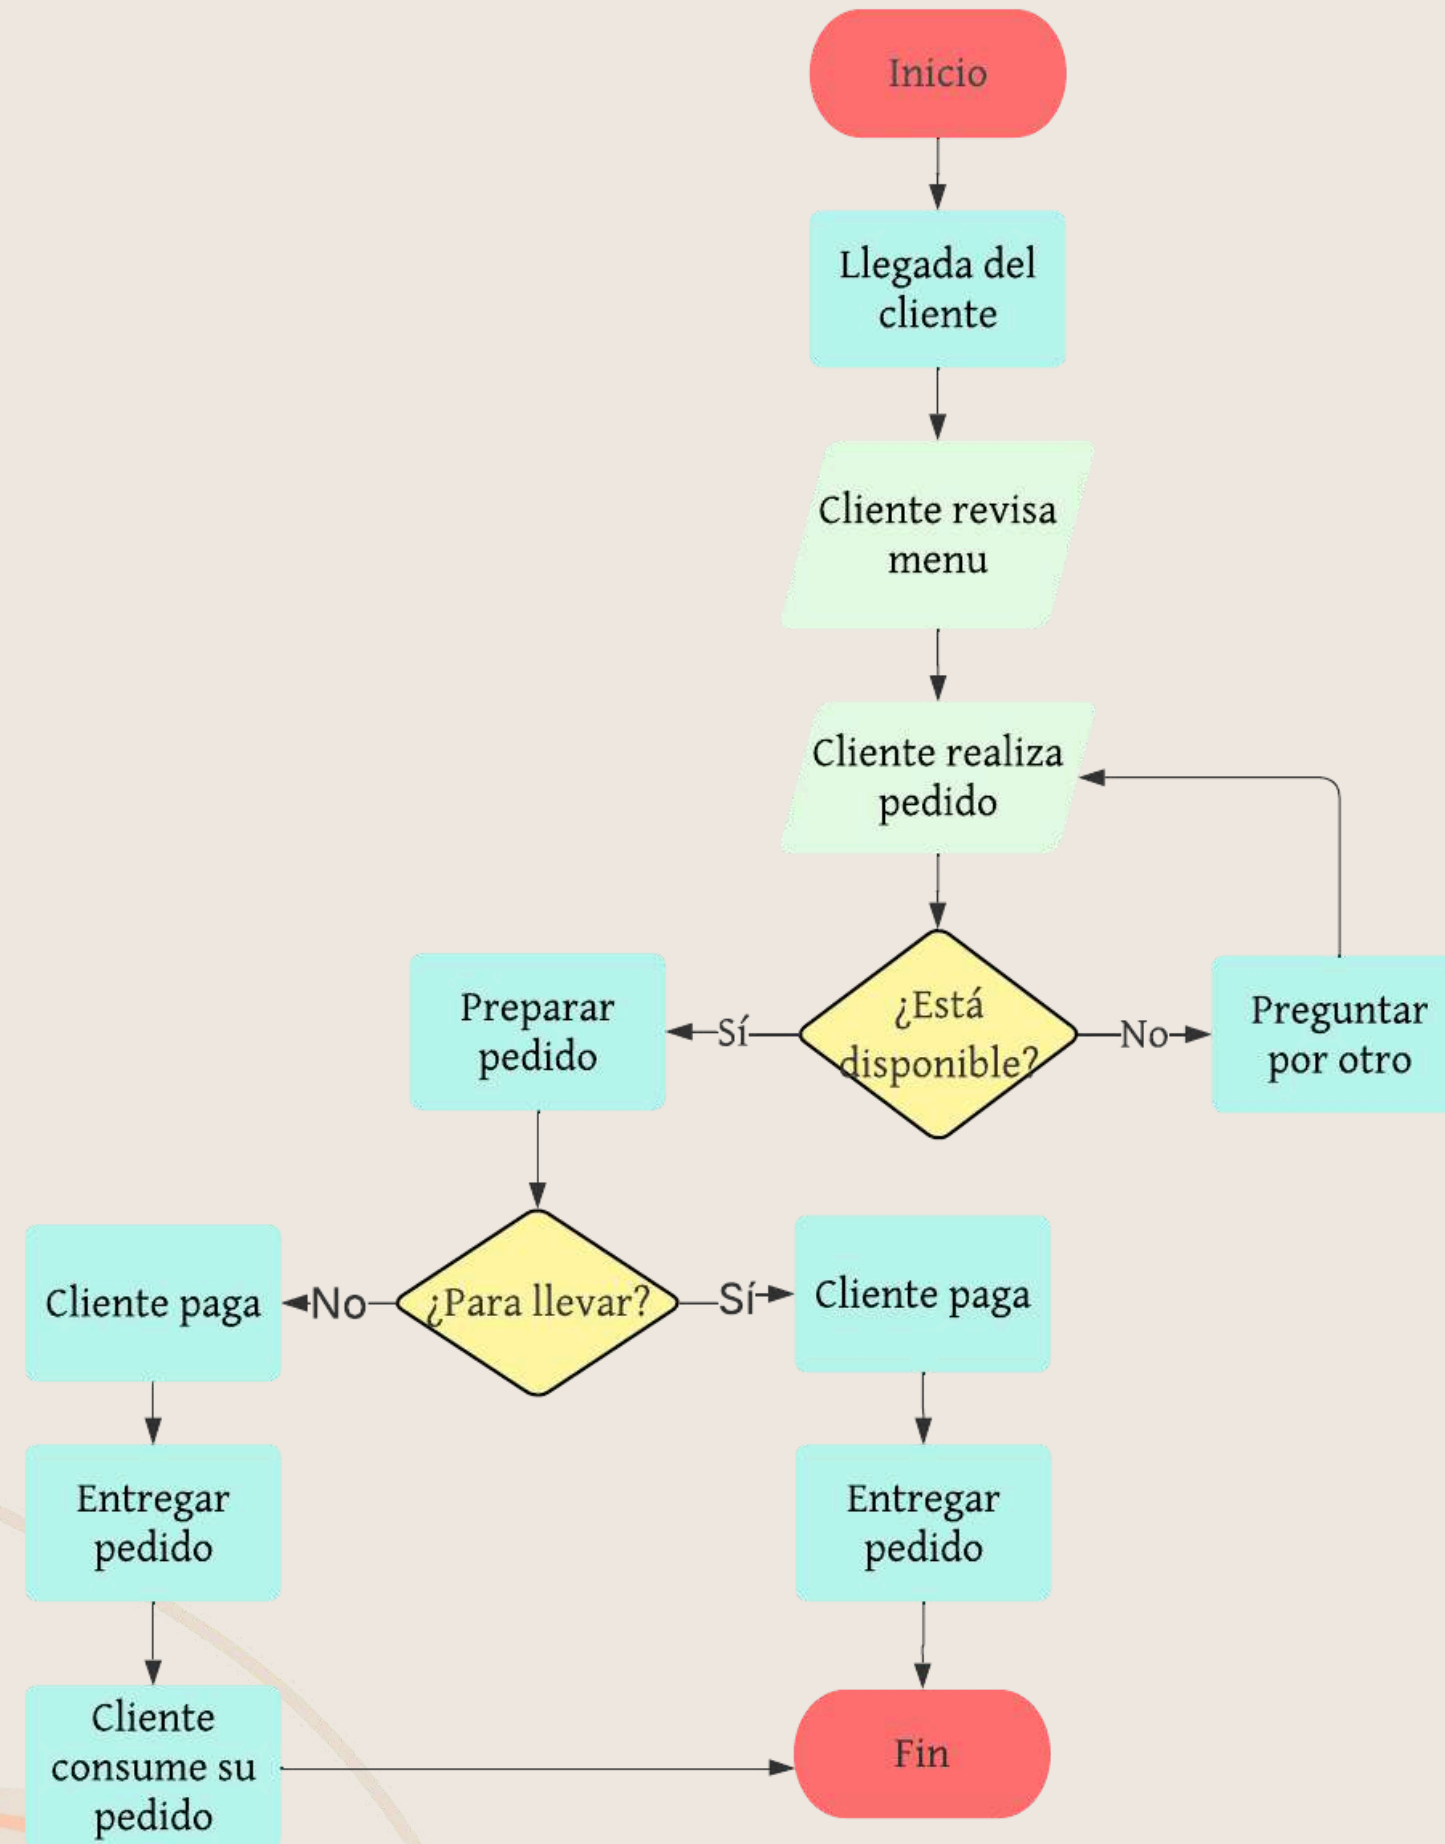 Inicio
Llegada del
cliente
Cliente revisa
menu
Cliente realiza
pedido
¿Está
disponible?
Sí
No
Preparar
pedido
Preguntar
por otro
¿Para llevar?
No
Sí
Cliente paga
Cliente paga
Entregar
pedido
Entregar
pedido
Cliente
consume su
pedido
Fin